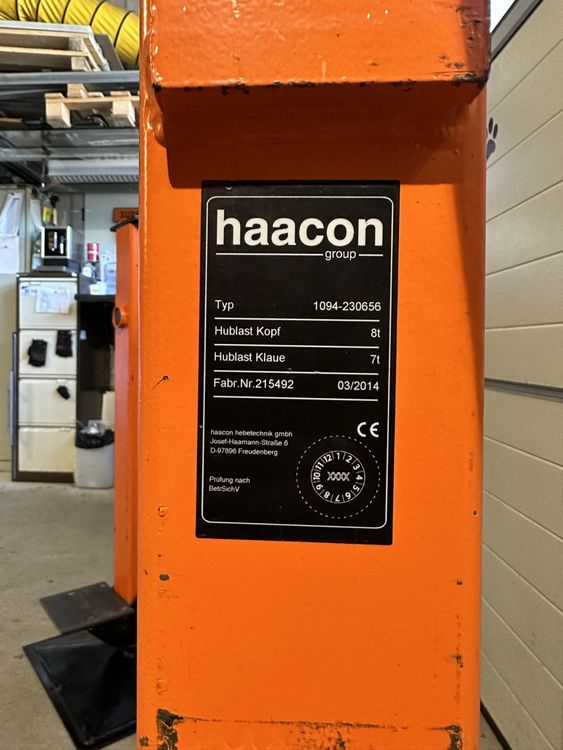 haacon
group
Typ 1094-230656
Hublast Kopf 8t
Hublast Klaue 7t
Fabr.Nr.215492 03/2014
CE
haacon hebetechnik gmbh
Josef-Haamann-Straße 6
D-97896 Freudenberg
Prüfung nach
BetrSichV
1 2 3 4 5 6 7 8 9 10 11 12
XXXX